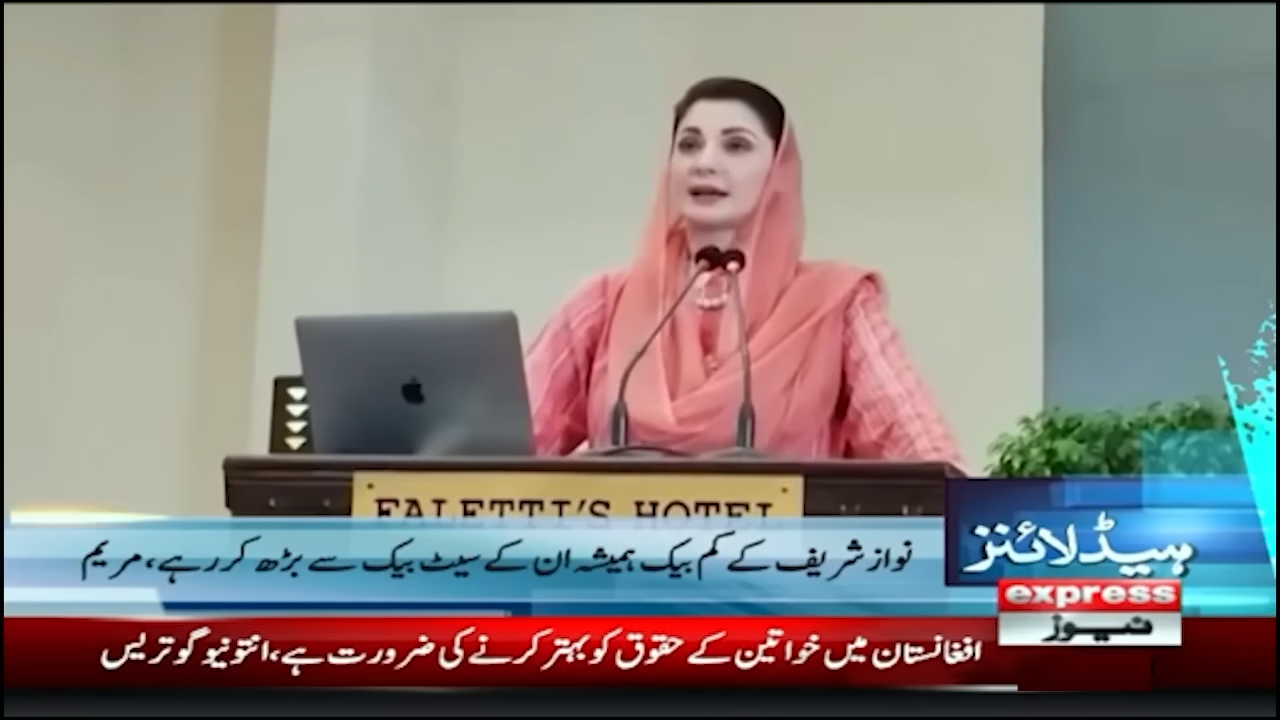 FALETTI'S HOTEL
نواز شریف کے کم بیک ہمیشہ ان کے سیٹ بیک سے بڑھ کر رہے، مریم
ہیڈلائنز
express
نیوز
افغانستان میں خواتین کے حقوق کو بہتر کرنے کی ضرورت ہے، انتونیو گوتریس